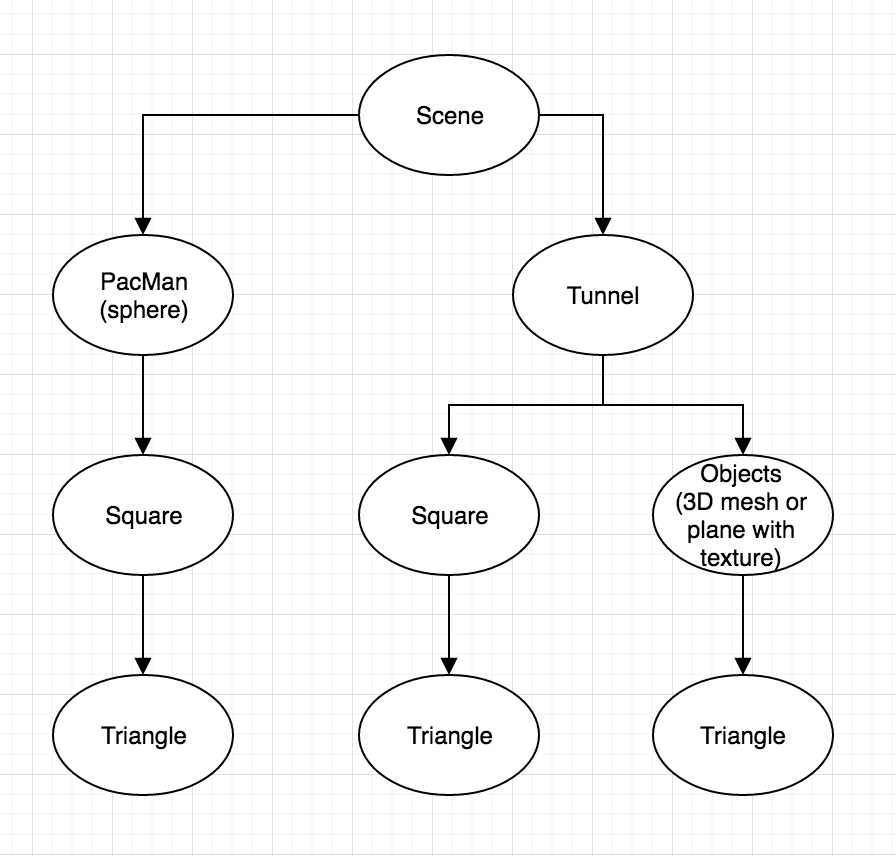 Scene
PacMan
(sphere)
Tunnel
Square
Square
Objects
(3D mesh or
plane with
texture)
Triangle
Triangle
Triangle